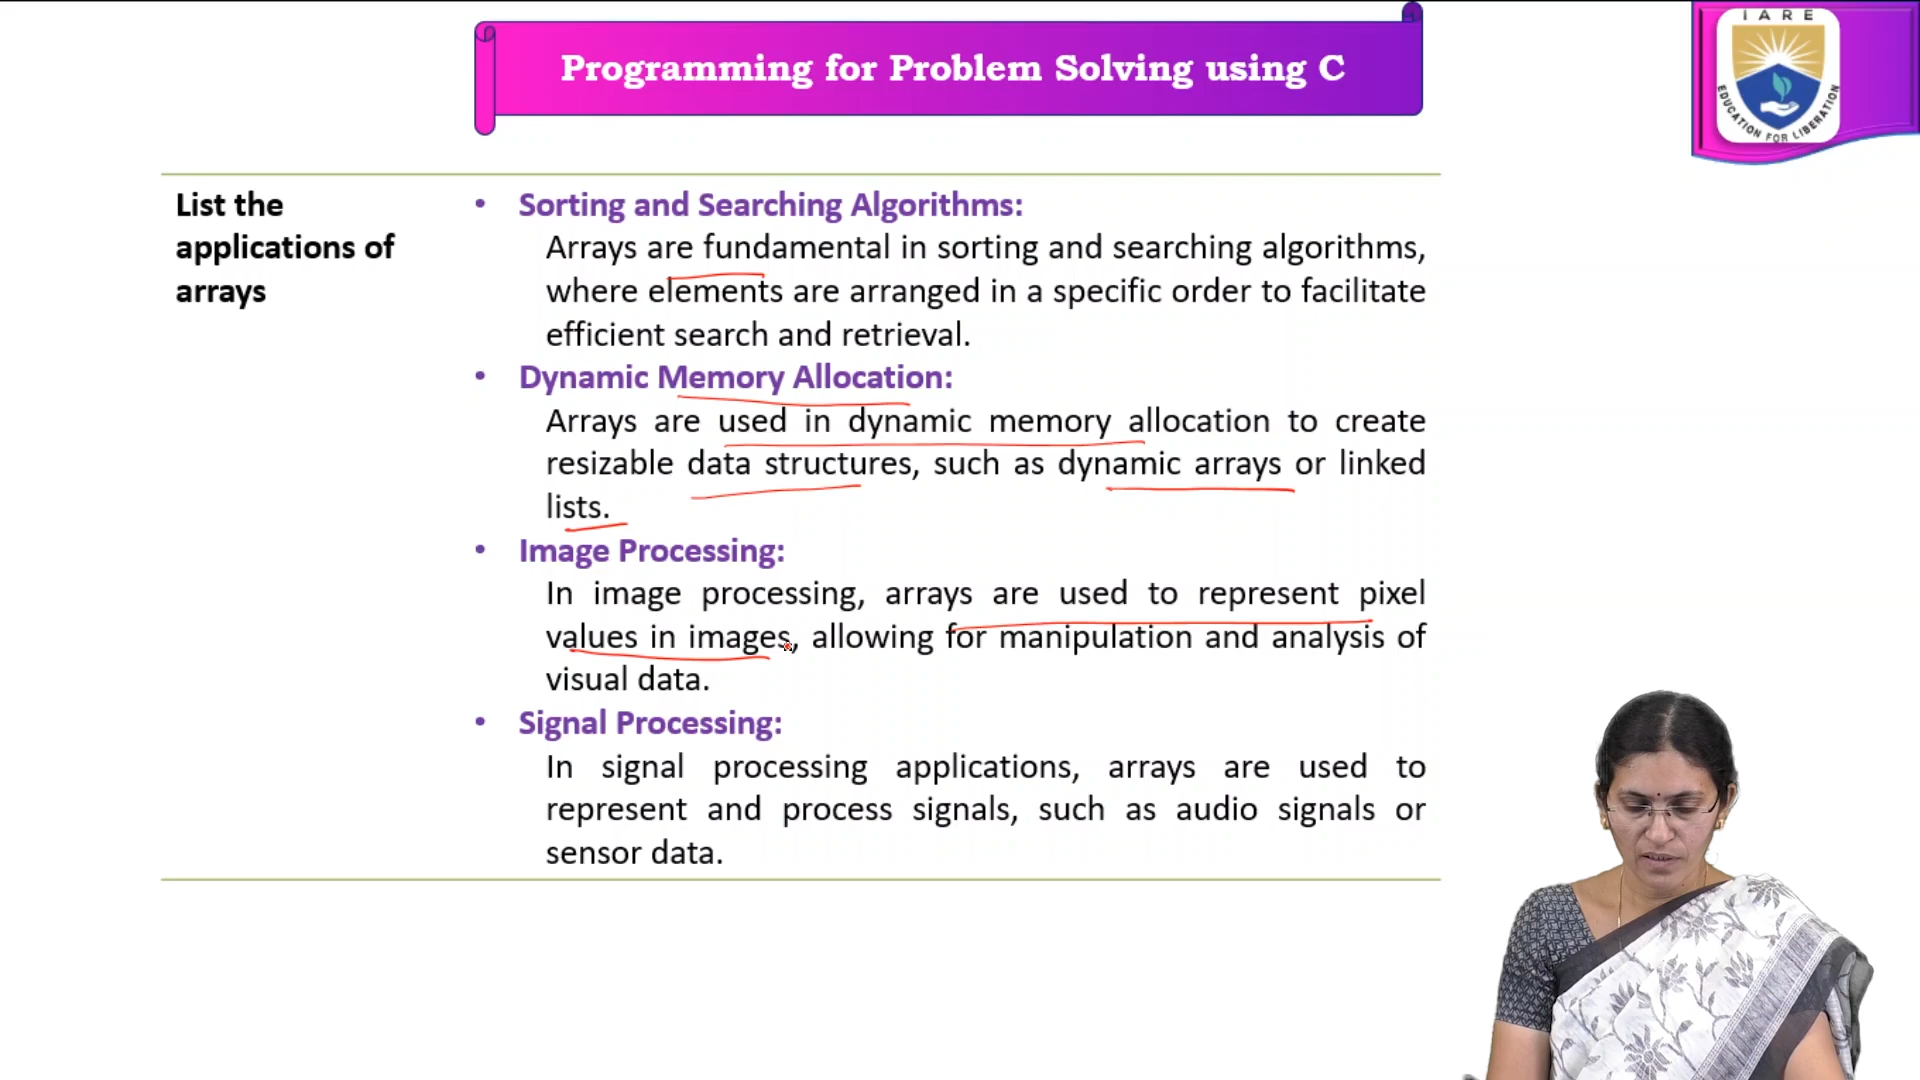 Programming for Problem Solving using C
IARE
EDUCATION FOR LIBERATION
List the
applications of
arrays
• Sorting and Searching Algorithms:
Arrays are fundamental in sorting and searching algorithms,
where elements are arranged in a specific order to facilitate
efficient search and retrieval.
• Dynamic Memory Allocation:
Arrays are used in dynamic memory allocation to create
resizable data structures, such as dynamic arrays or linked
lists.
• Image Processing:
In image processing, arrays are used to represent pixel
values in images, allowing for manipulation and analysis of
visual data.
• Signal Processing:
In signal processing applications, arrays are used to
represent and process signals, such as audio signals or
sensor data.